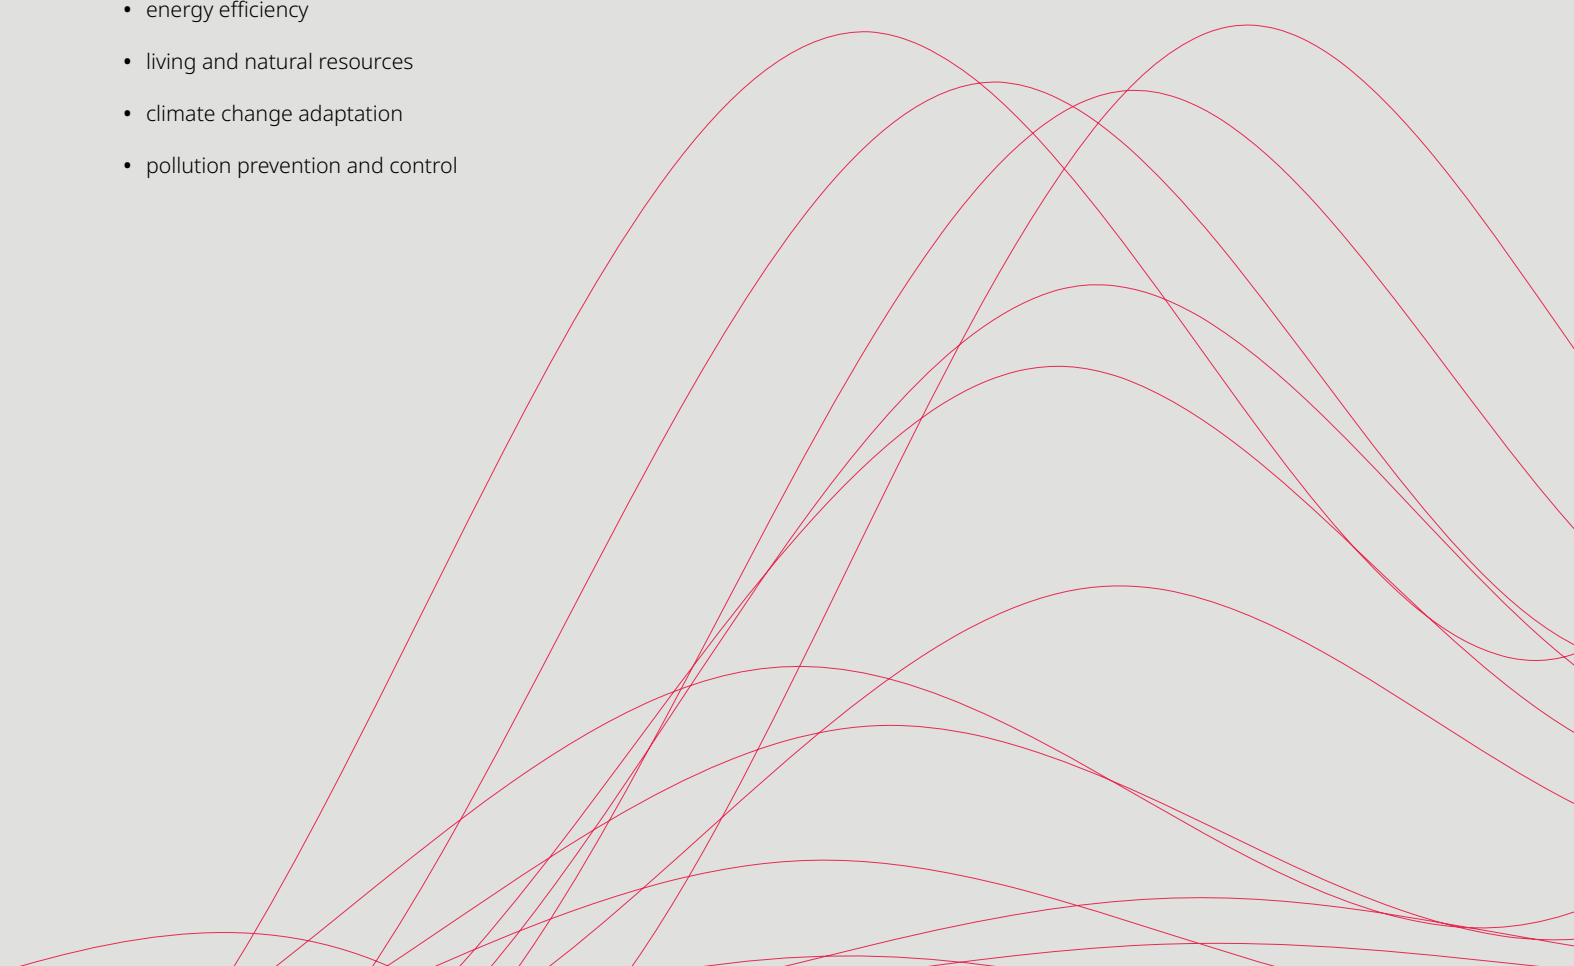 • energy efficiency
• living and natural resources
• climate change adaptation
• pollution prevention and control